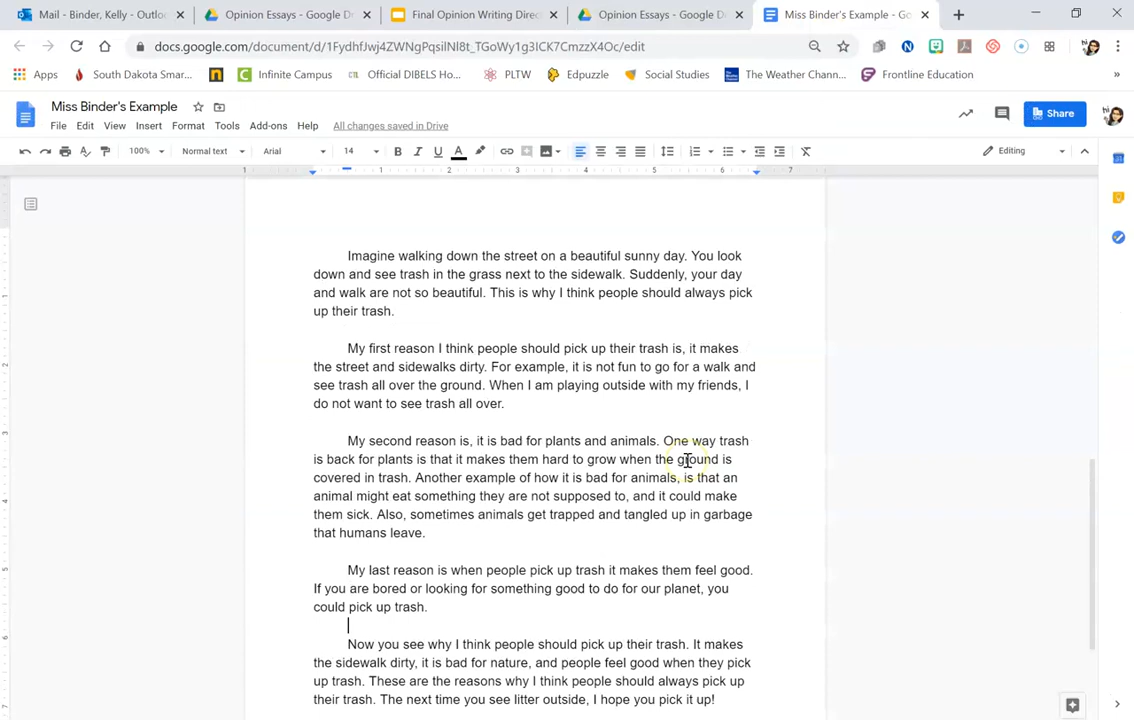 Mail - Binder, Kelly - Outlo
Opinion Essays - Google D
Final Opinion Writing Direc
Opinion Essays - Google D
Miss Binder's Example - Go
docs.google.com/document/d/1FydhfJwj4ZWNgPqsilNl8t_TGoWy1g3ICK7CmzzX4Oc/edit
Apps
South Dakota Smar...
Infinite Campus
Official DIBELS Ho...
PLTW
Edpuzzle
Social Studies
The Weather Chann...
Frontline Education
»
Miss Binder's Example
Share
File Edit View Insert Format Tools Add-ons Help All changes saved in Drive
100% Normal text Arial 14 B I U A Editing
1 1 2 3 4 5 6 7
Imagine walking down the street on a beautiful sunny day. You look
down and see trash in the grass next to the sidewalk. Suddenly, your day
and walk are not so beautiful. This is why I think people should always pick
up their trash.
My first reason I think people should pick up their trash is, it makes
the street and sidewalks dirty. For example, it is not fun to go for a walk and
see trash all over the ground. When I am playing outside with my friends, I
do not want to see trash all over.
My second reason is, it is bad for plants and animals. One way trash
is back for plants is that it makes them hard to grow when the ground is
covered in trash. Another example of how it is bad for animals, is that an
animal might eat something they are not supposed to, and it could make
them sick. Also, sometimes animals get trapped and tangled up in garbage
that humans leave.
My last reason is when people pick up trash it makes them feel good.
If you are bored or looking for something good to do for our planet, you
could pick up trash.
Now you see why I think people should pick up their trash. It makes
the sidewalk dirty, it is bad for nature, and people feel good when they pick
up trash. These are the reasons why I think people should always pick up
their trash. The next time you see litter outside, I hope you pick it up!